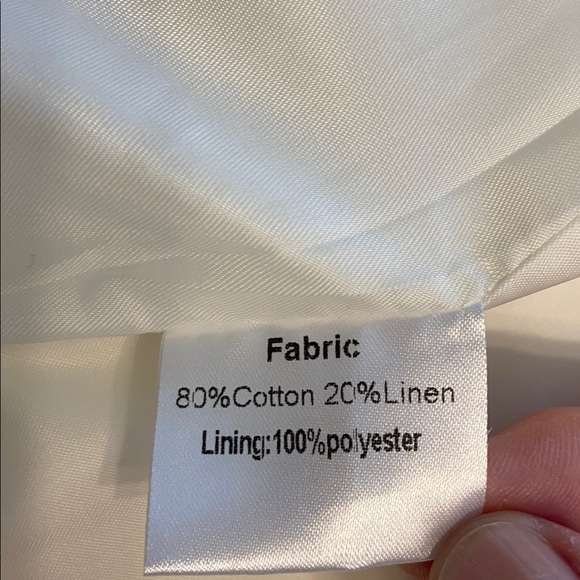 Fabric
80%Cotton 20%Linen
Lining:100%polyester